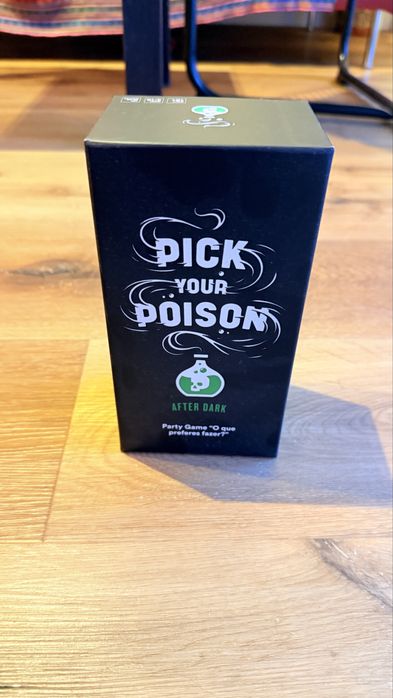 PICK
YOUR
POISON
AFTER DARK
Party Game "O que
preferes fazer?"